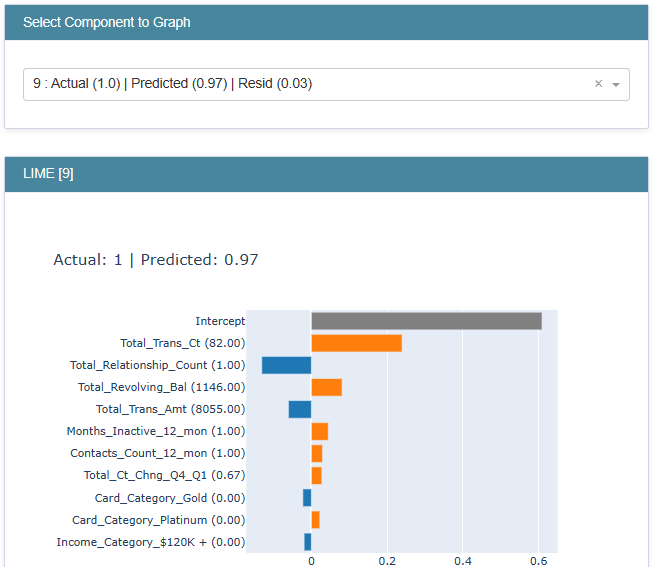 Select Component to Graph
9 : Actual (1.0) | Predicted (0.97) | Resid (0.03)
×
LIME [9]
Actual: 1 | Predicted: 0.97
Intercept
Total_Trans_Ct (82.00)
Total_Relationship_Count (1.00)
Total_Revolving_Bal (1146.00)
Total_Trans_Amt (8055.00)
Months_Inactive_12_mon (1.00)
Contacts_Count_12_mon (1.00)
Total_Ct_Chng_Q4_Q1 (0.67)
Card_Category_Gold (0.00)
Card_Category_Platinum (0.00)
Income_Category_$120K + (0.00)
0 0.2 0.4 0.6